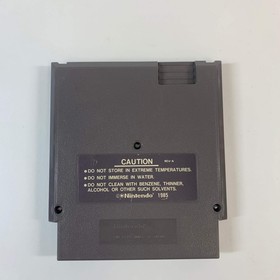 CAUTION
REV-A
•DO NOT STORE IN EXTREME TEMPERATURES.
•DO NOT IMMERSE IN WATER.
•DO NOT CLEAN WITH BENZENE, THINNER,
ALCOHOL OR OTHER SUCH SOLVENTS.
©*Nintendo 1985